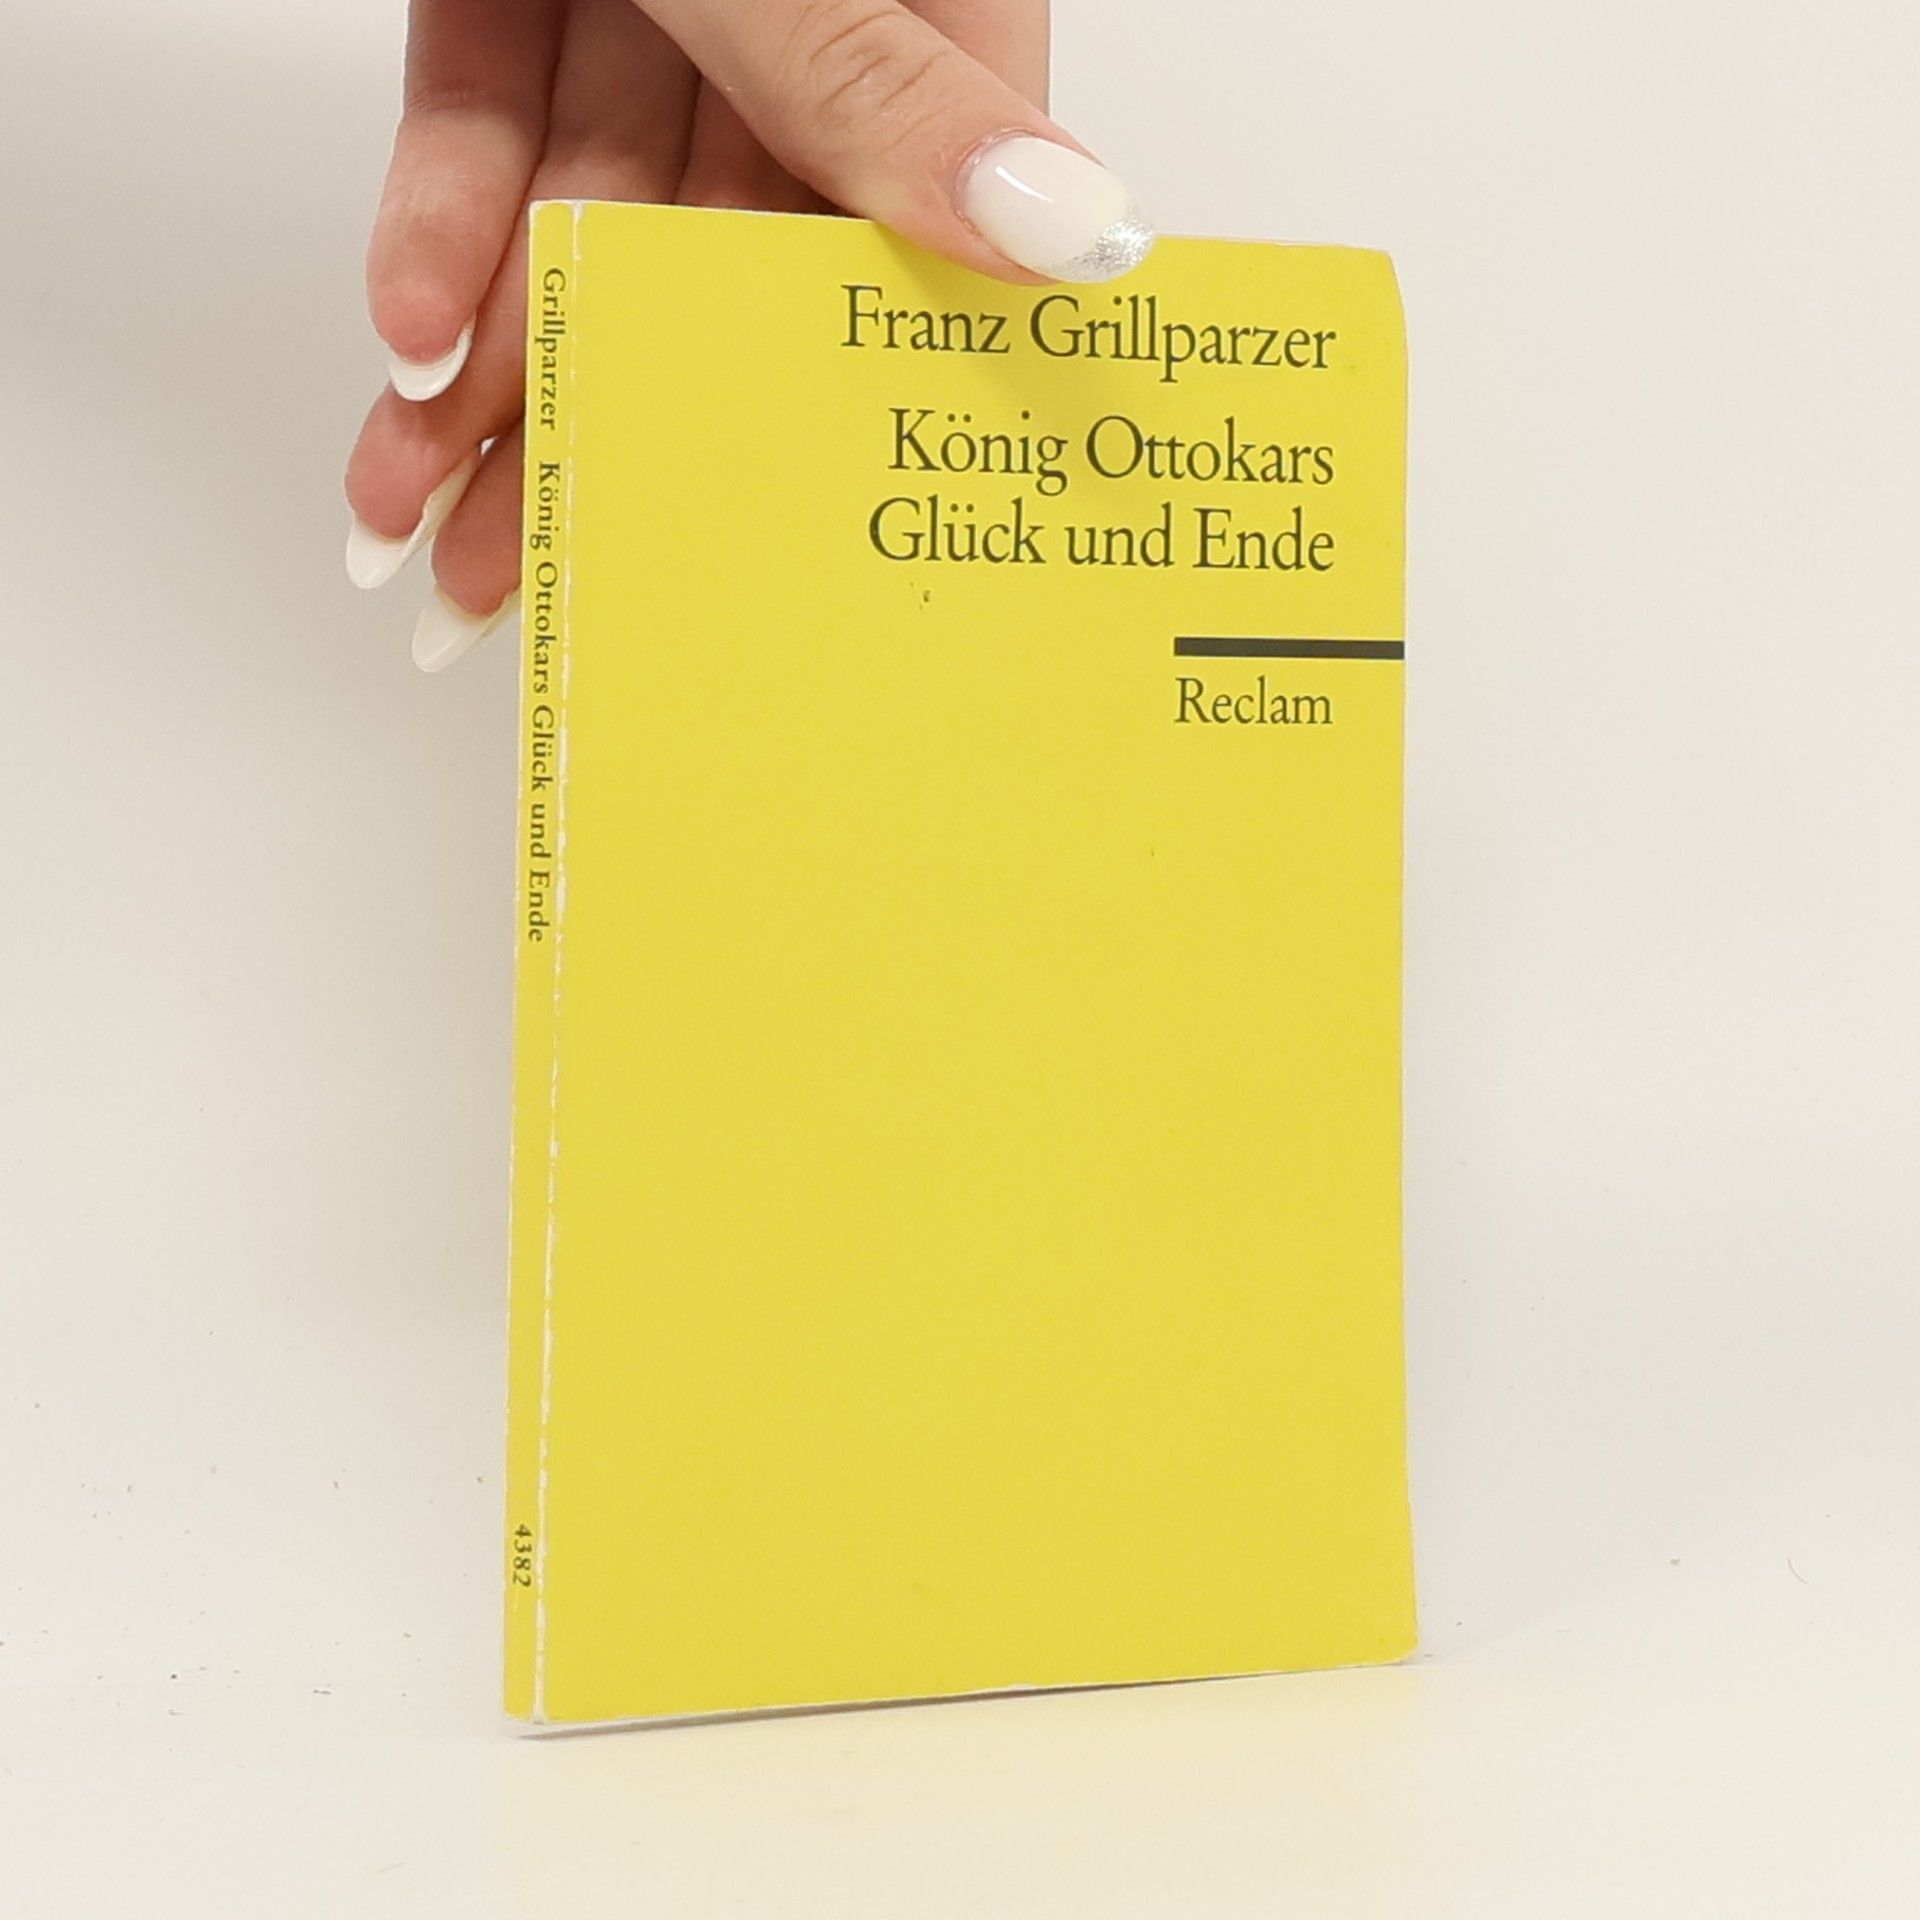 Franz Grillparzer
König Ottokars
Glück und Ende
Reclam
Grillparzer König Ottokars Glück und Ende
4382